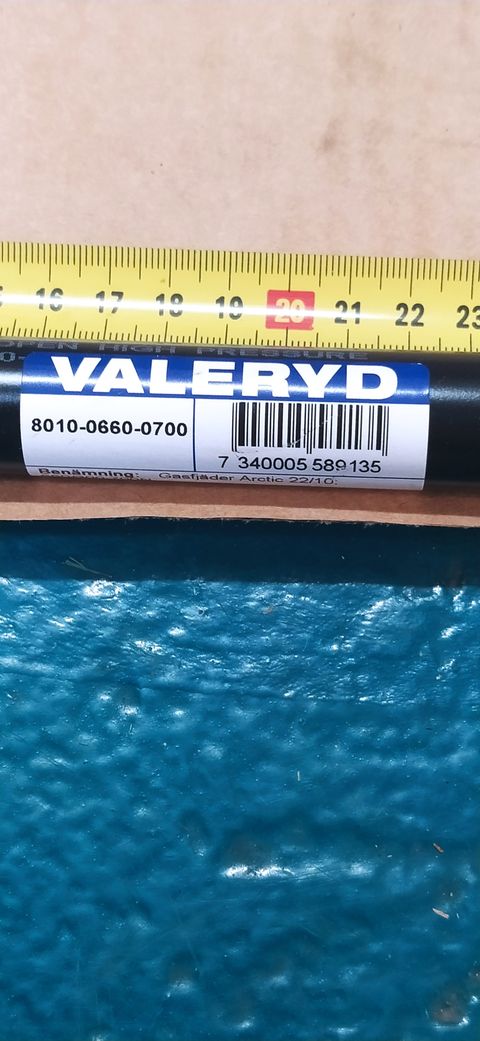 16 17 18 19 20 21 22 23
OPEN HIGH PRESSURE
VALERYD
8010-0660-0700
7 340005 589135
Benämning: Gasfjäder Arctic 22/10